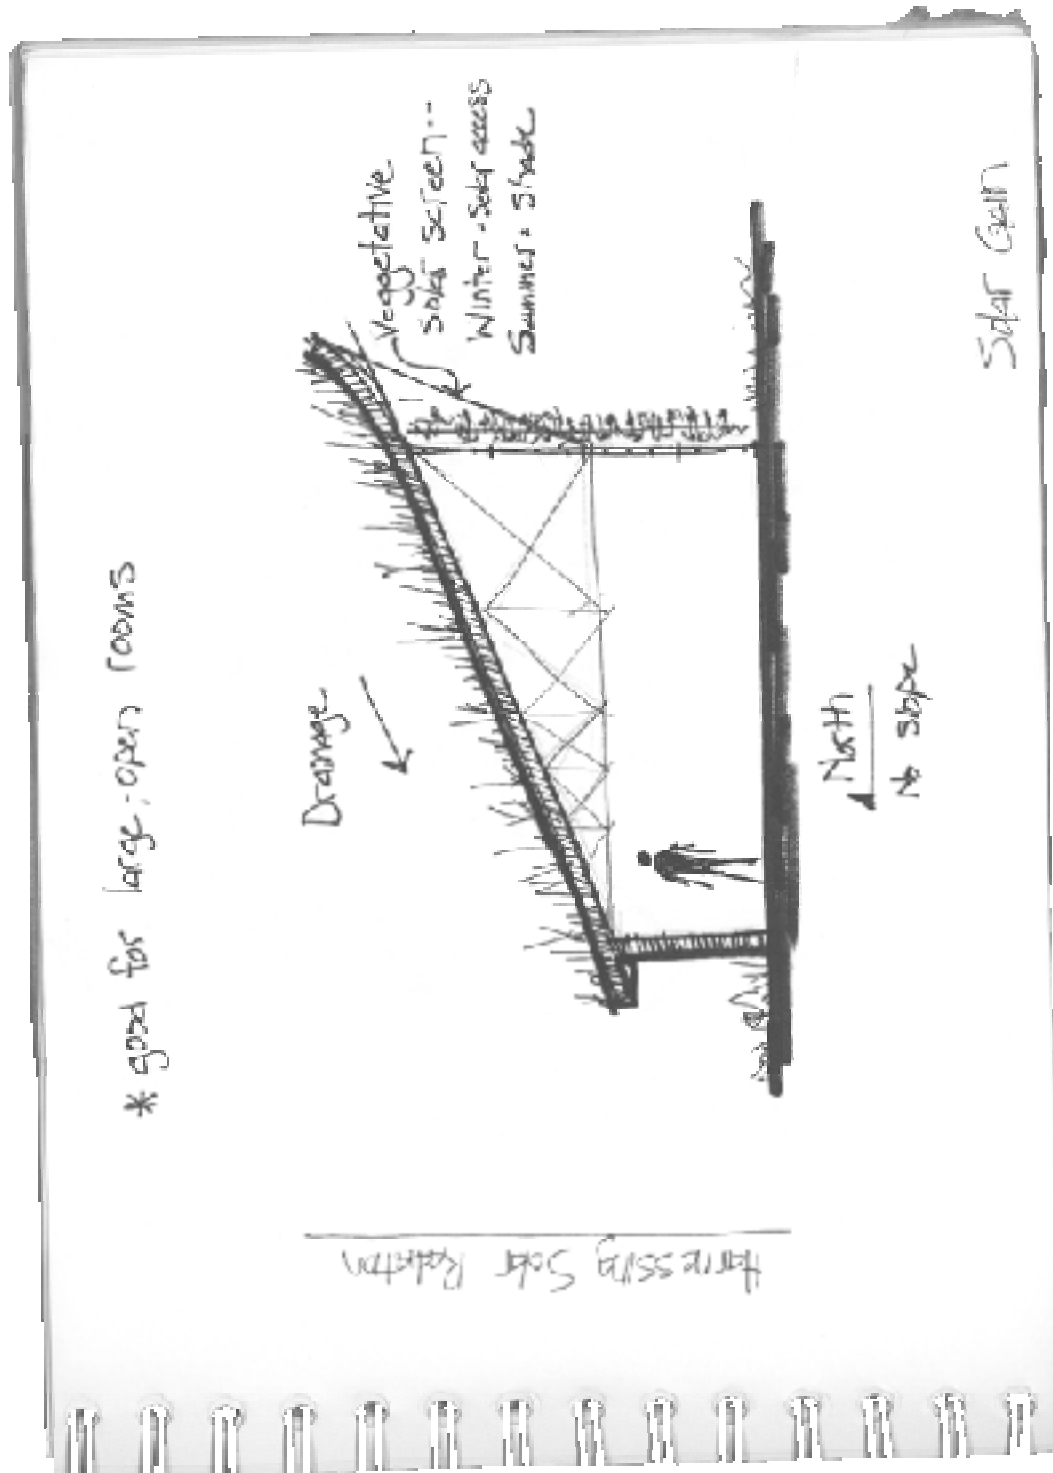 * good for large, open rooms
Drainage
Veggetative
Solar screen --
Winter = Solar access
Summer = Shade
North
No slope
Solar Gain
Harnessing Solar Radiation